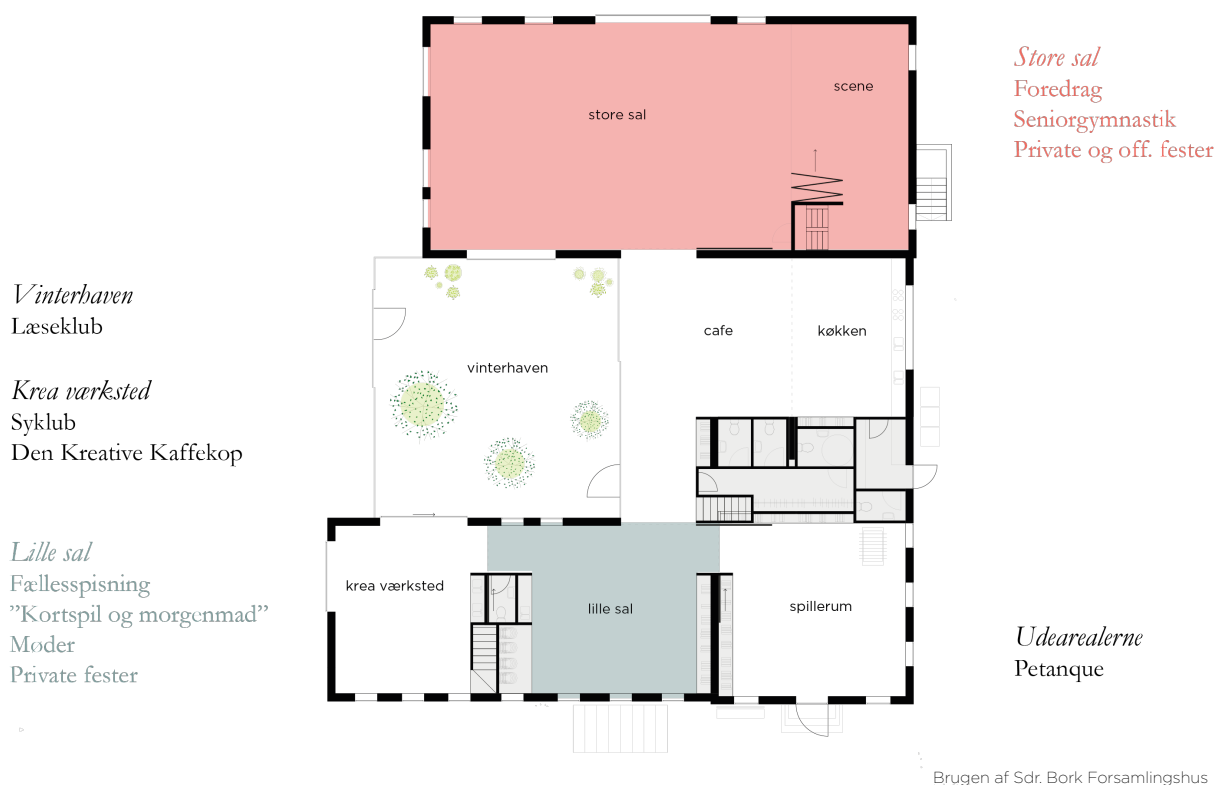 Store sal
Foredrag
Seniorgymnastik
Private og off. fester
store sal
scene
Vinterhaven
Læseklub
Krea værksted
Syklub
Den Kreative Kaffekop
vinterhaven
cafe
køkken
Lille sal
Fællesspisning
”Kortspil og morgenmad”
Møder
Private fester
krea værksted
lille sal
spillerum
Udearealerne
Petanque
Brugen af Sdr. Bork Forsamlingshus